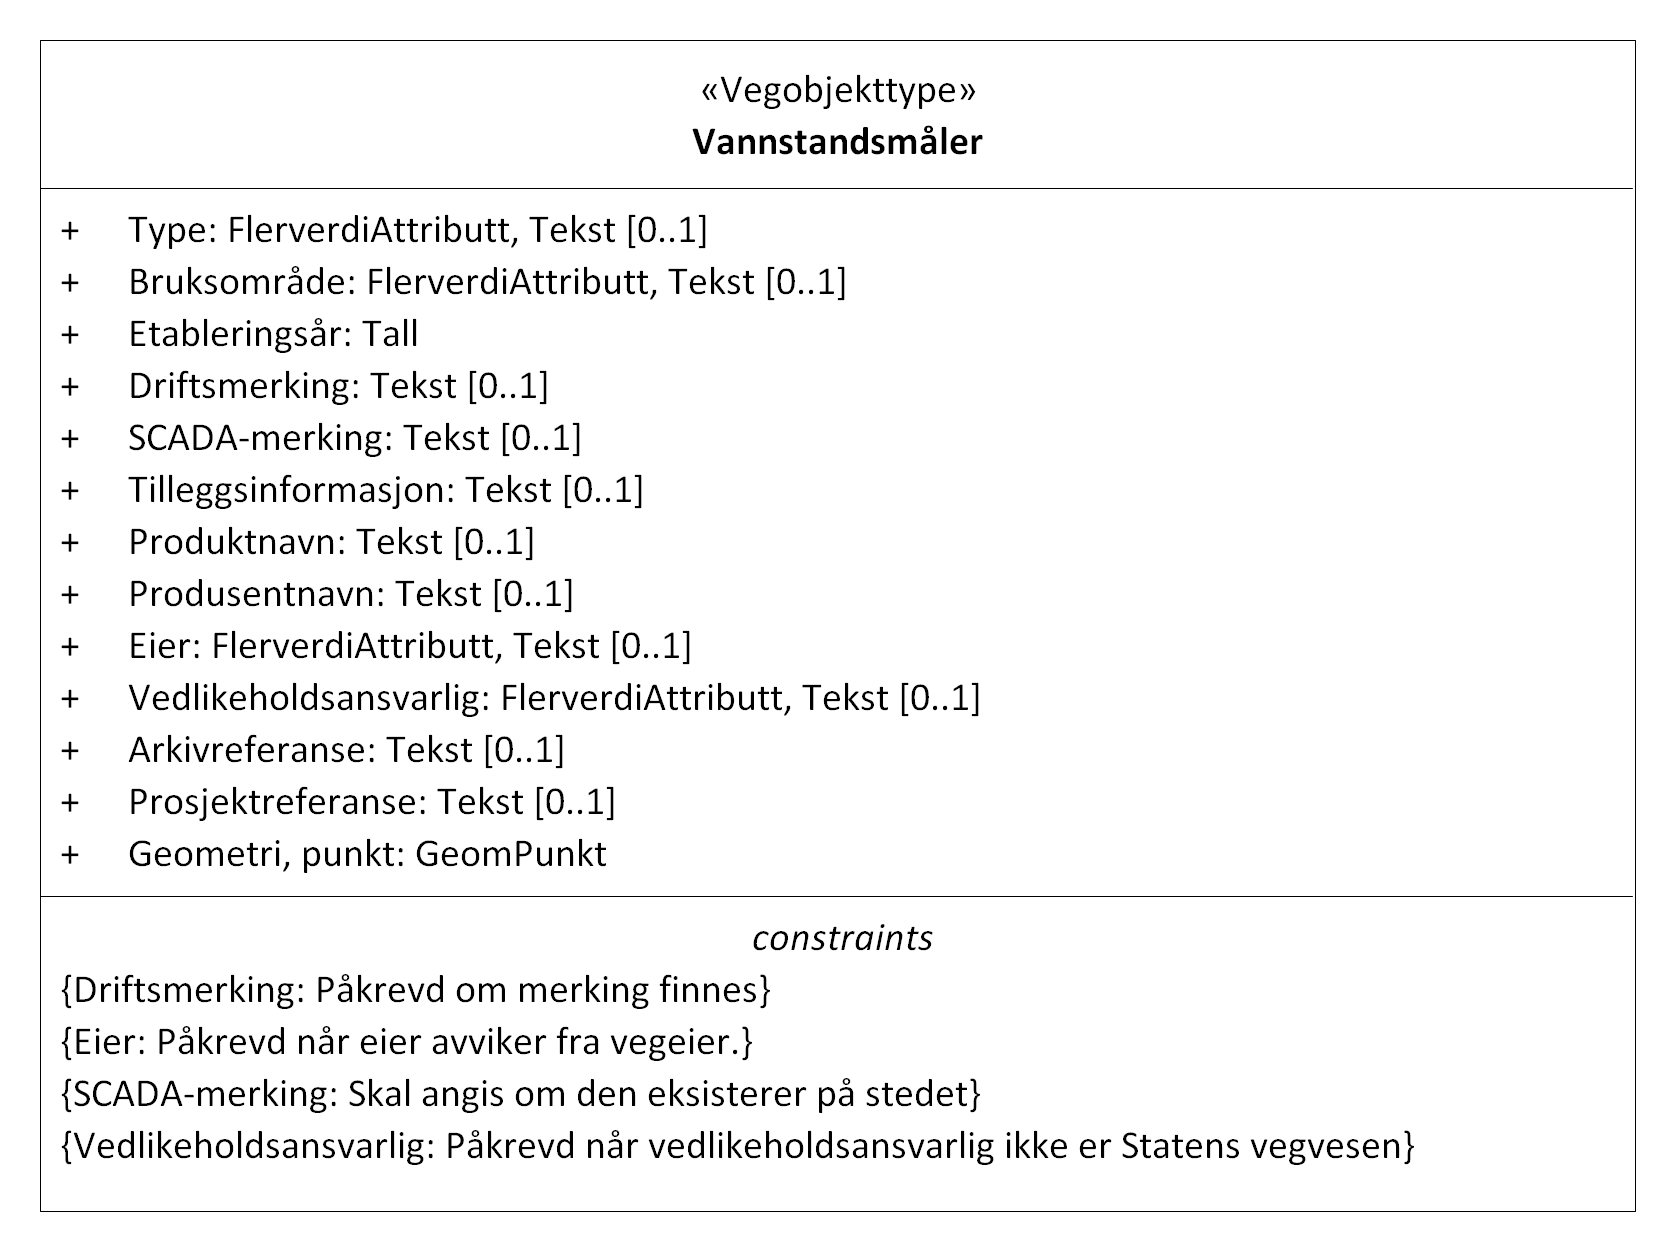 «Vegobjekttype»
Vannstandsmåler
+ Type: FlerverdiAttributt, Tekst [0..1]
+ Bruksområde: FlerverdiAttributt, Tekst [0..1]
+ Etableringsår: Tall
+ Driftsmerking: Tekst [0..1]
+ SCADA-merking: Tekst [0..1]
+ Tilleggsinformasjon: Tekst [0..1]
+ Produktnavn: Tekst [0..1]
+ Produsentnavn: Tekst [0..1]
+ Eier: FlerverdiAttributt, Tekst [0..1]
+ Vedlikeholdsansvarlig: FlerverdiAttributt, Tekst [0..1]
+ Arkivreferanse: Tekst [0..1]
+ Prosjektreferanse: Tekst [0..1]
+ Geometri, punkt: GeomPunkt
constraints
{Driftsmerking: Påkrevd om merking finnes}
{Eier: Påkrevd når eier avviker fra vegeier.}
{SCADA-merking: Skal angis om den eksisterer på stedet}
{Vedlikeholdsansvarlig: Påkrevd når vedlikeholdsansvarlig ikke er Statens vegvesen}